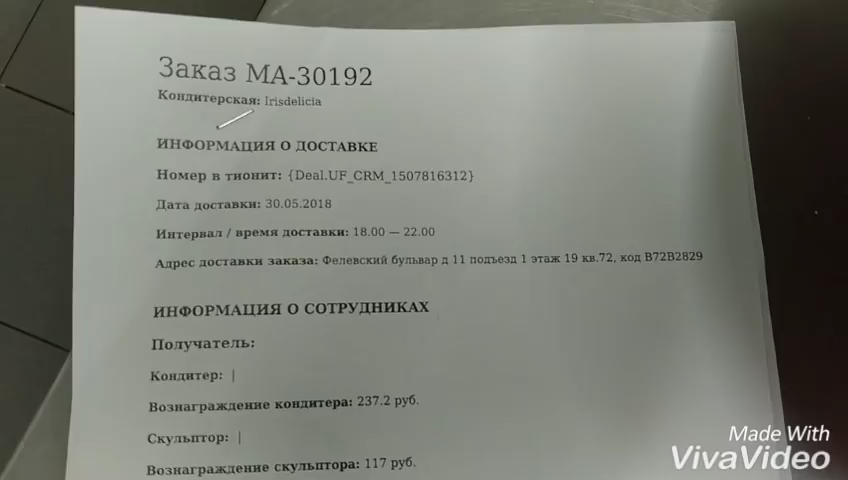 Заказ МА-30192
Кондитерская: Irisdelicia
ИНФОРМАЦИЯ О ДОСТАВКЕ
Номер в тионит: {Deal.UF_CRM_1507816312}
Дата доставки: 30.05.2018
Интервал / время доставки: 18.00 — 22.00
Адрес доставки заказа: Фелевский бульвар д 11 подъезд 1 этаж 19 кв.72, код В72В2829
ИНФОРМАЦИЯ О СОТРУДНИКАХ
Получатель:
Кондитер: |
Вознаграждение кондитера: 237.2 руб.
Скульптор: |
Вознаграждение скульптора: 117 руб.
Made With
VivaVideo